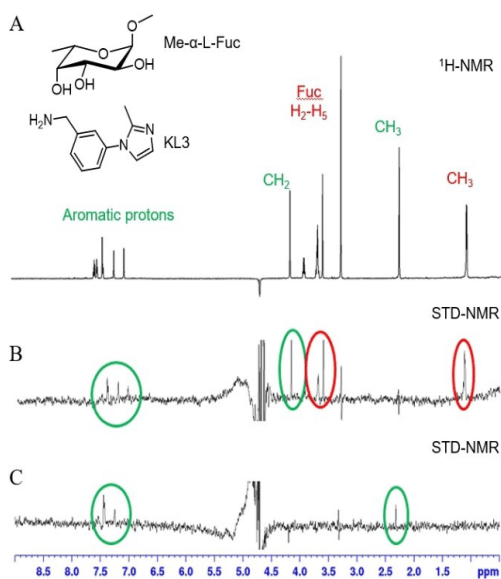 A
O
O
Me-α-L-Fuc
OH
OH
OH
¹H-NMR
Fuc
H₂-H₅
H₂N
N
N
KL3
CH₂
CH₃
CH₃
Aromatic protons
STD-NMR
B
STD-NMR
C
8.5 8.0 7.5 7.0 6.5 6.0 5.5 5.0 4.5 4.0 3.5 3.0 2.5 2.0 1.5 ppm